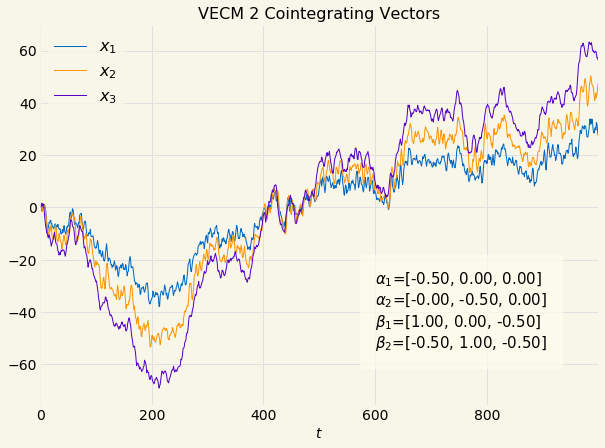 VECM 2 Cointegrating Vectors
x₁
x₂
x₃
60
40
20
0
−20
−40
−60
α₁=[-0.50, 0.00, 0.00]
α₂=[-0.00, -0.50, 0.00]
β₁=[1.00, 0.00, -0.50]
β₂=[-0.50, 1.00, -0.50]
0 200 400 600 800
t